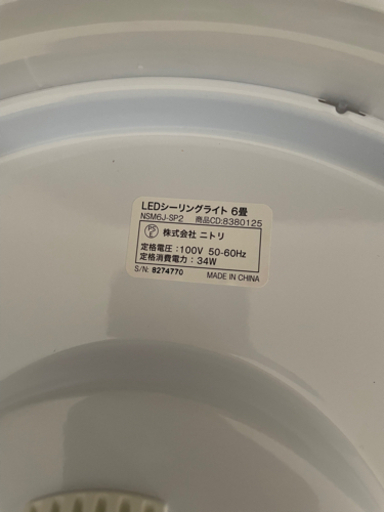 LEDシーリングライト 6畳
NSM6J-SP2 商品CD:8380125
株式会社 ニトリ
定格電圧：100V 50-60Hz
定格消費電力：34W
S/N: 8274770 MADE IN CHINA